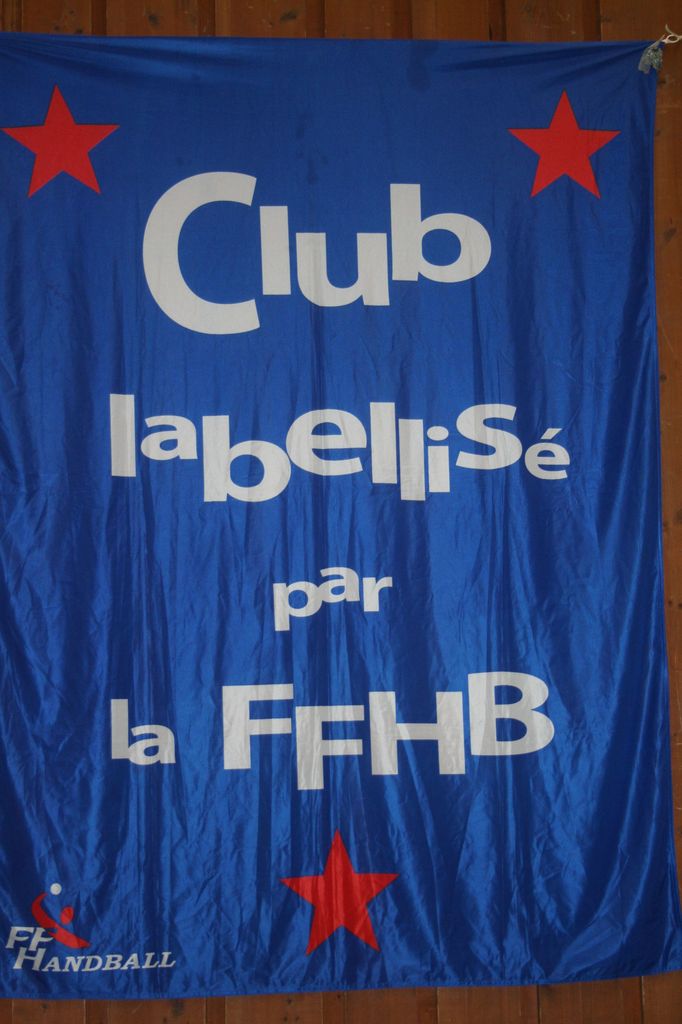 Club
labellisé
par
la FFHB
FF
HANDBALL